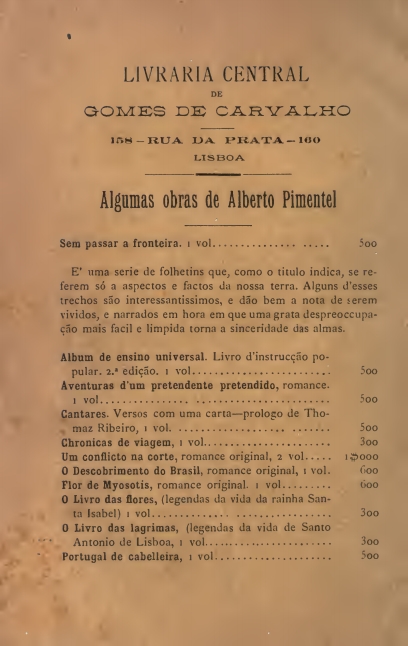 LIVRARIA CENTRAL
DE
GOMES DE CARVALHO
158 — RUA DA PRATA — 160
LISBOA
Algumas obras de Alberto Pimentel
Sem passar a fronteira. 1 vol.................... 500
E' uma serie de folhetins que, como o titulo indica, se re-
ferem só a aspectos e factos da nossa terra. Alguns d'esses
trechos são interessantissimos, e dão bem a nota de serem
vividos, e narrados em hora em que uma grata despreoccupa-
ção mais facil e limpida torna a sinceridade das almas.
Album de ensino universal. Livro d'instrucção po-
pular. 2.ª edição. 1 vol........................ 500
Aventuras d'um pretendente pretendido, romance.
1 vol........................................ 500
Cantares. Versos com uma carta—prologo de Tho-
maz Ribeiro, 1 vol. ......................... 500
Chronicas de viagem, 1 vol...................... 300
Um conflicto na corte, romance original, 2 vol..... 1$000
O Descobrimento do Brasil, romance original, 1 vol. 600
Flor de Myosotis, romance original. 1 vol......... 600
O Livro das flores, (legendas da vida da rainha San-
ta Isabel) 1 vol............................... 300
O Livro das lagrimas, (legendas da vida de Santo
Antonio de Lisboa, 1 vol...................... 300
Portugal de cabelleira, 1 vol..................... 500